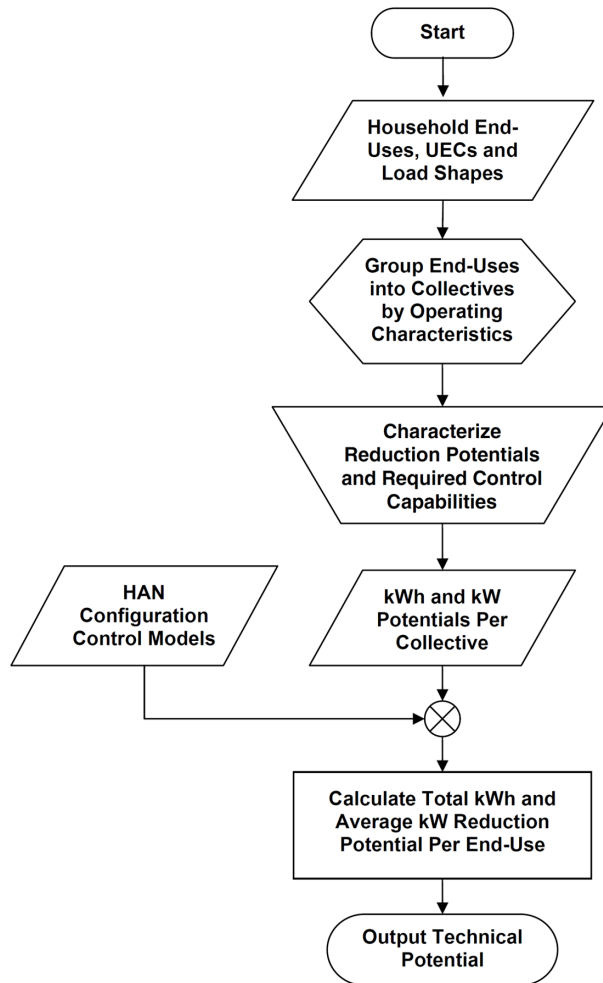 Start
Household End-
Uses, UECs and
Load Shapes
Group End-Uses
into Collectives
by Operating
Characteristics
Characterize
Reduction Potentials
and Required Control
Capabilities
HAN
Configuration
Control Models
kWh and kW
Potentials Per
Collective
Calculate Total kWh and
Average kW Reduction
Potential Per End-Use
Output Technical
Potential